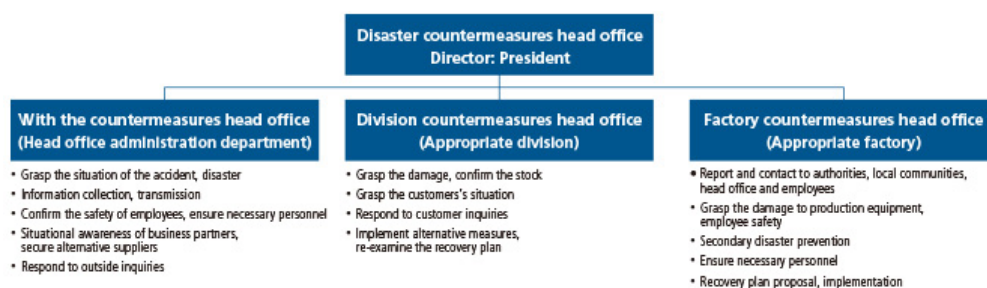 Disaster countermeasures head office
Director: President
With the countermeasures head office
(Head office administration department)
• Grasp the situation of the accident, disaster
• Information collection, transmission
• Confirm the safety of employees, ensure necessary personnel
• Situational awareness of business partners,
secure alternative suppliers
• Respond to outside inquiries
Division countermeasures head office
(Appropriate division)
• Grasp the damage, confirm the stock
• Grasp the customers's situation
• Respond to customer inquiries
• Implement alternative measures,
re-examine the recovery plan
Factory countermeasures head office
(Appropriate factory)
• Report and contact to authorities, local communities,
head office and employees
• Grasp the damage to production equipment,
employee safety
• Secondary disaster prevention
• Ensure necessary personnel
• Recovery plan proposal, implementation